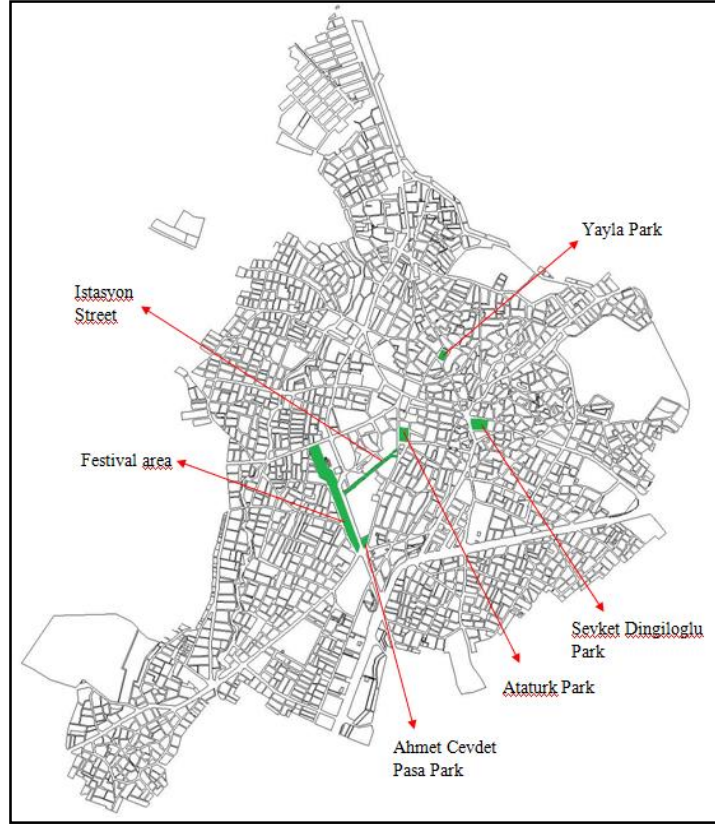 Yayla Park
Istasyon
Street
Festival area
Sevket Dingiloglu
Park
Ataturk Park
Ahmet Cevdet
Pasa Park